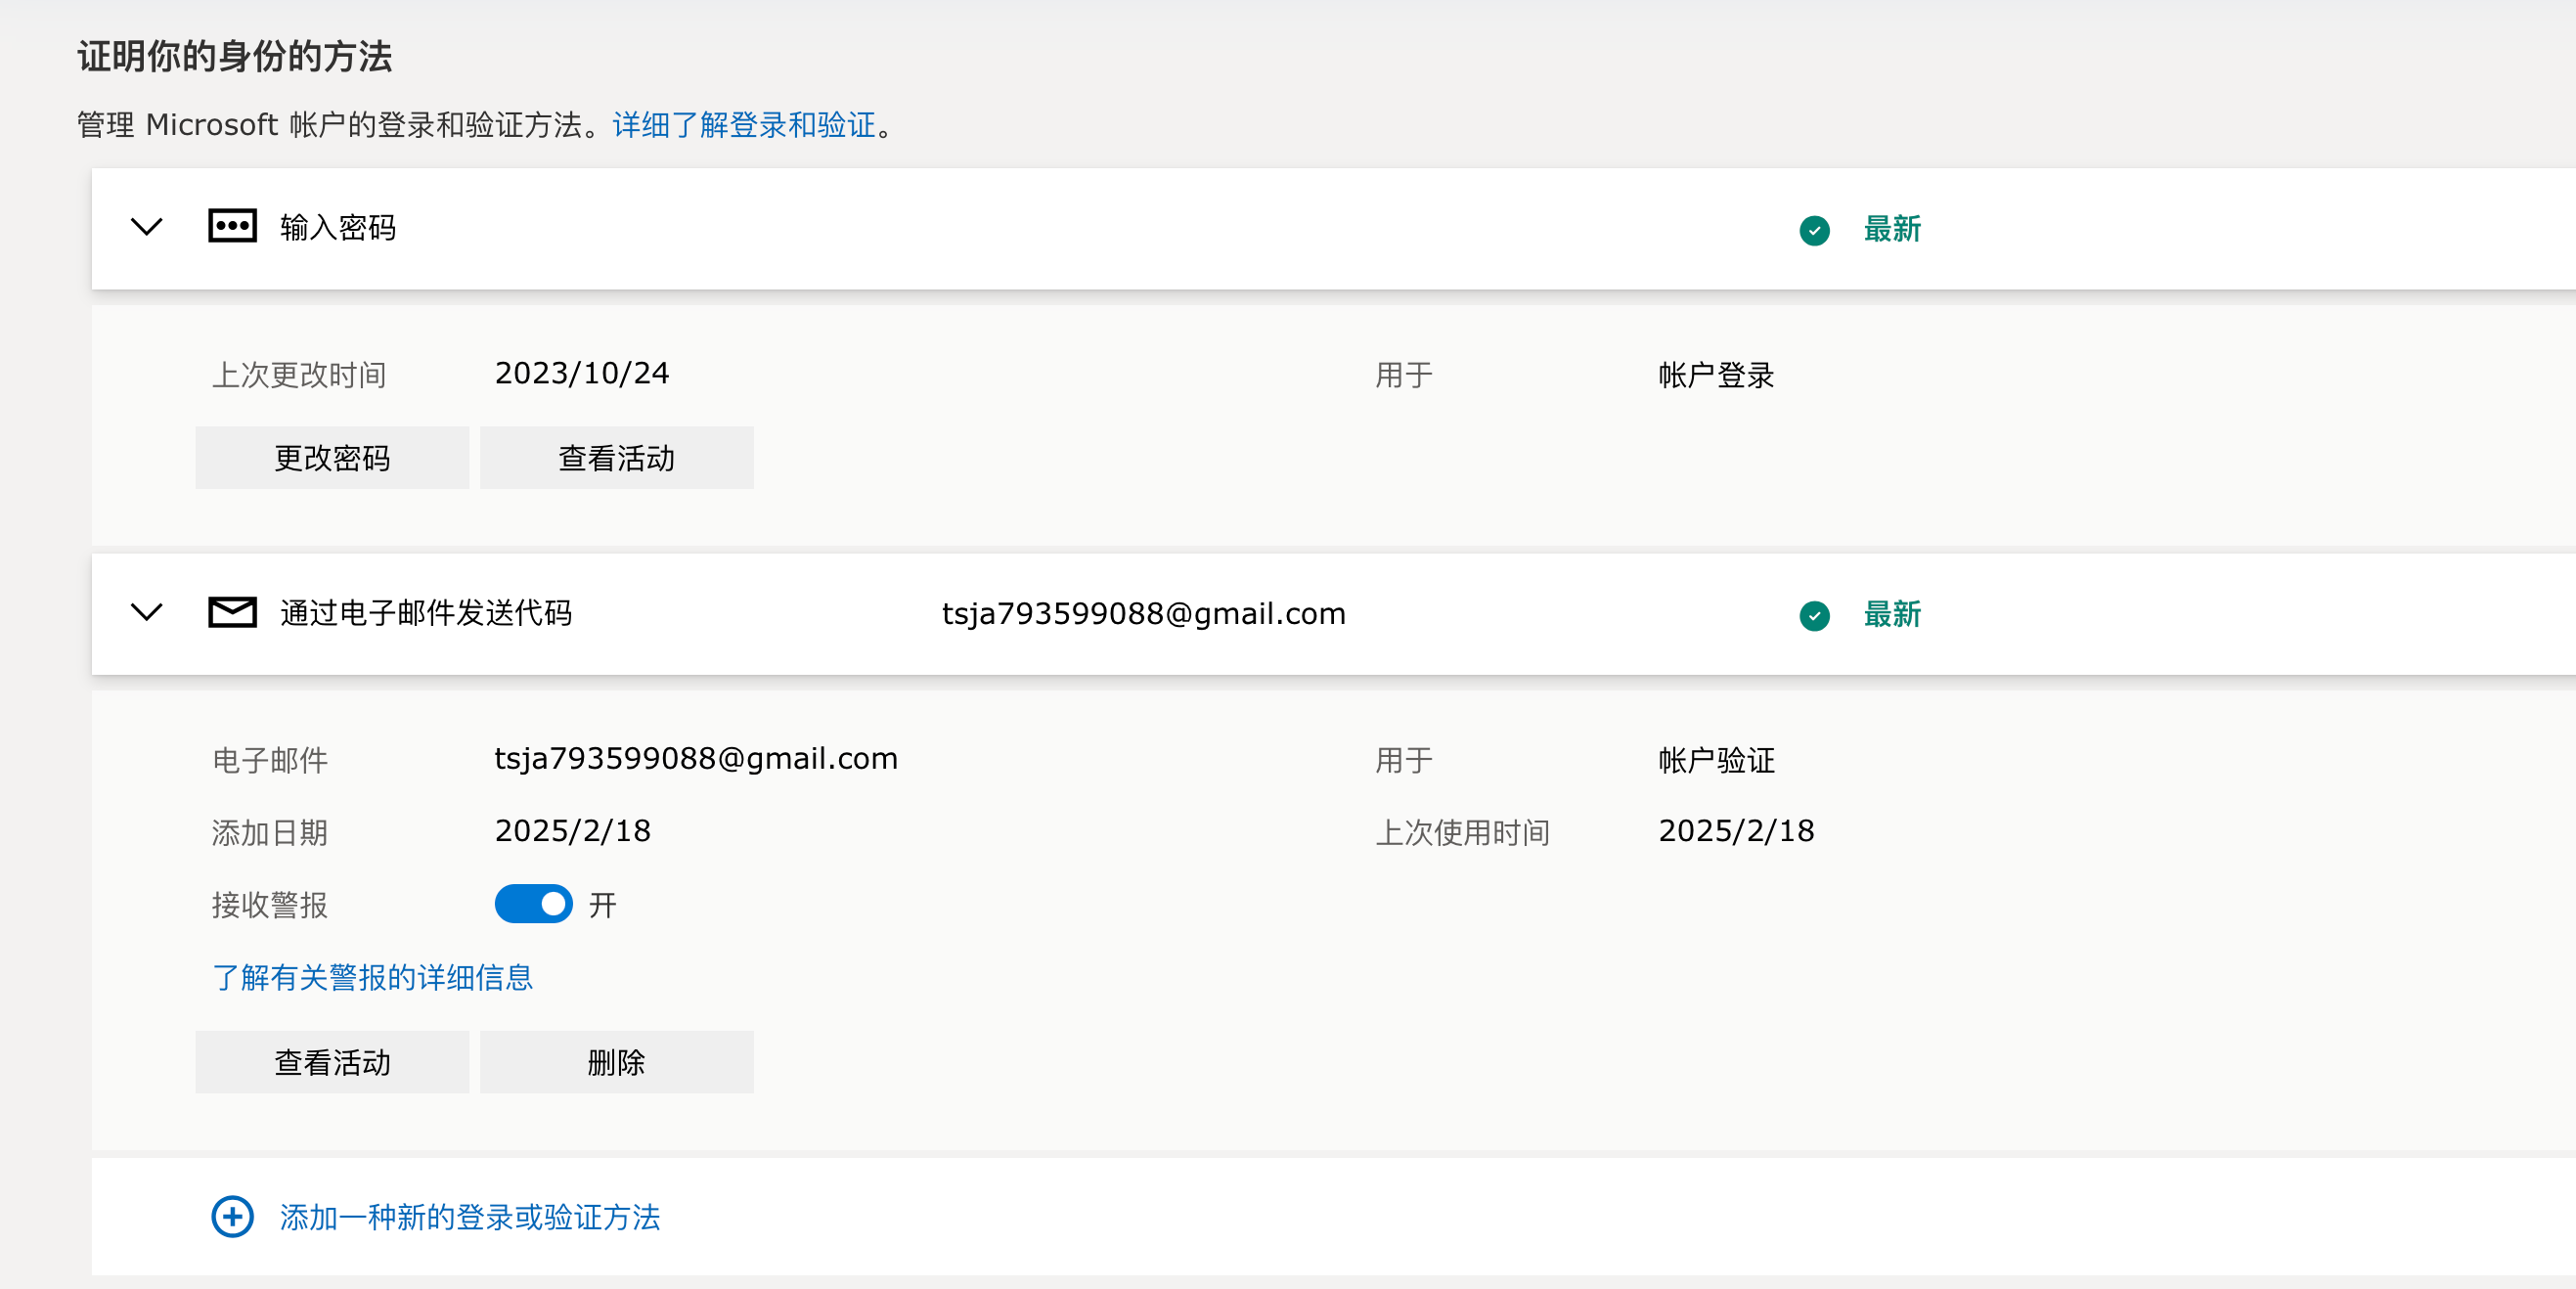 证明你的身份的方法
管理 Microsoft 帐户的登录和验证方法。详细了解登录和验证。
输入密码 最新
上次更改时间 2023/10/24 用于 帐户登录
更改密码 查看活动
通过电子邮件发送代码 tsja793599088@gmail.com 最新
电子邮件 tsja793599088@gmail.com 用于 帐户验证
添加日期 2025/2/18 上次使用时间 2025/2/18
接收警报 开
了解有关警报的详细信息
查看活动 删除
添加一种新的登录或验证方法